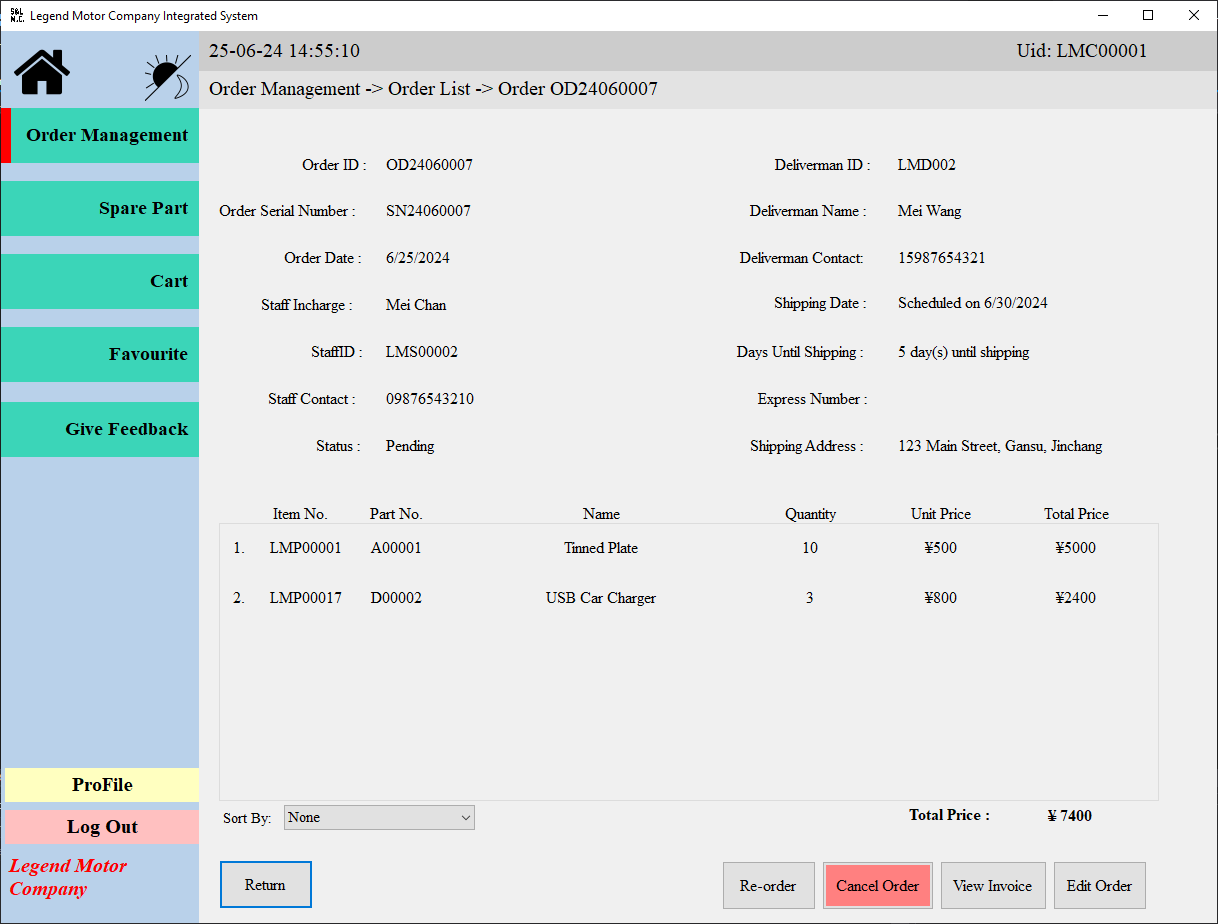 S&L
M.C.
Legend Motor Company Integrated System
25-06-24 14:55:10
Uid: LMC00001
Order Management -> Order List -> Order OD24060007
Order Management
Spare Part
Cart
Favourite
Give Feedback
ProFile
Log Out
Legend Motor
Company
Order ID : OD24060007
Deliverman ID : LMD002
Order Serial Number : SN24060007
Deliverman Name : Mei Wang
Order Date : 6/25/2024
Deliverman Contact: 15987654321
Staff Incharge : Mei Chan
Shipping Date : Scheduled on 6/30/2024
StaffID : LMS00002
Days Until Shipping : 5 day(s) until shipping
Staff Contact : 09876543210
Express Number :
Status : Pending
Shipping Address : 123 Main Street, Gansu, Jinchang
Item No. Part No. Name Quantity Unit Price Total Price
1. LMP00001 A00001 Tinned Plate 10 ¥500 ¥5000
2. LMP00017 D00002 USB Car Charger 3 ¥800 ¥2400
Sort By: None
Total Price : ¥ 7400
Return
Re-order
Cancel Order
View Invoice
Edit Order